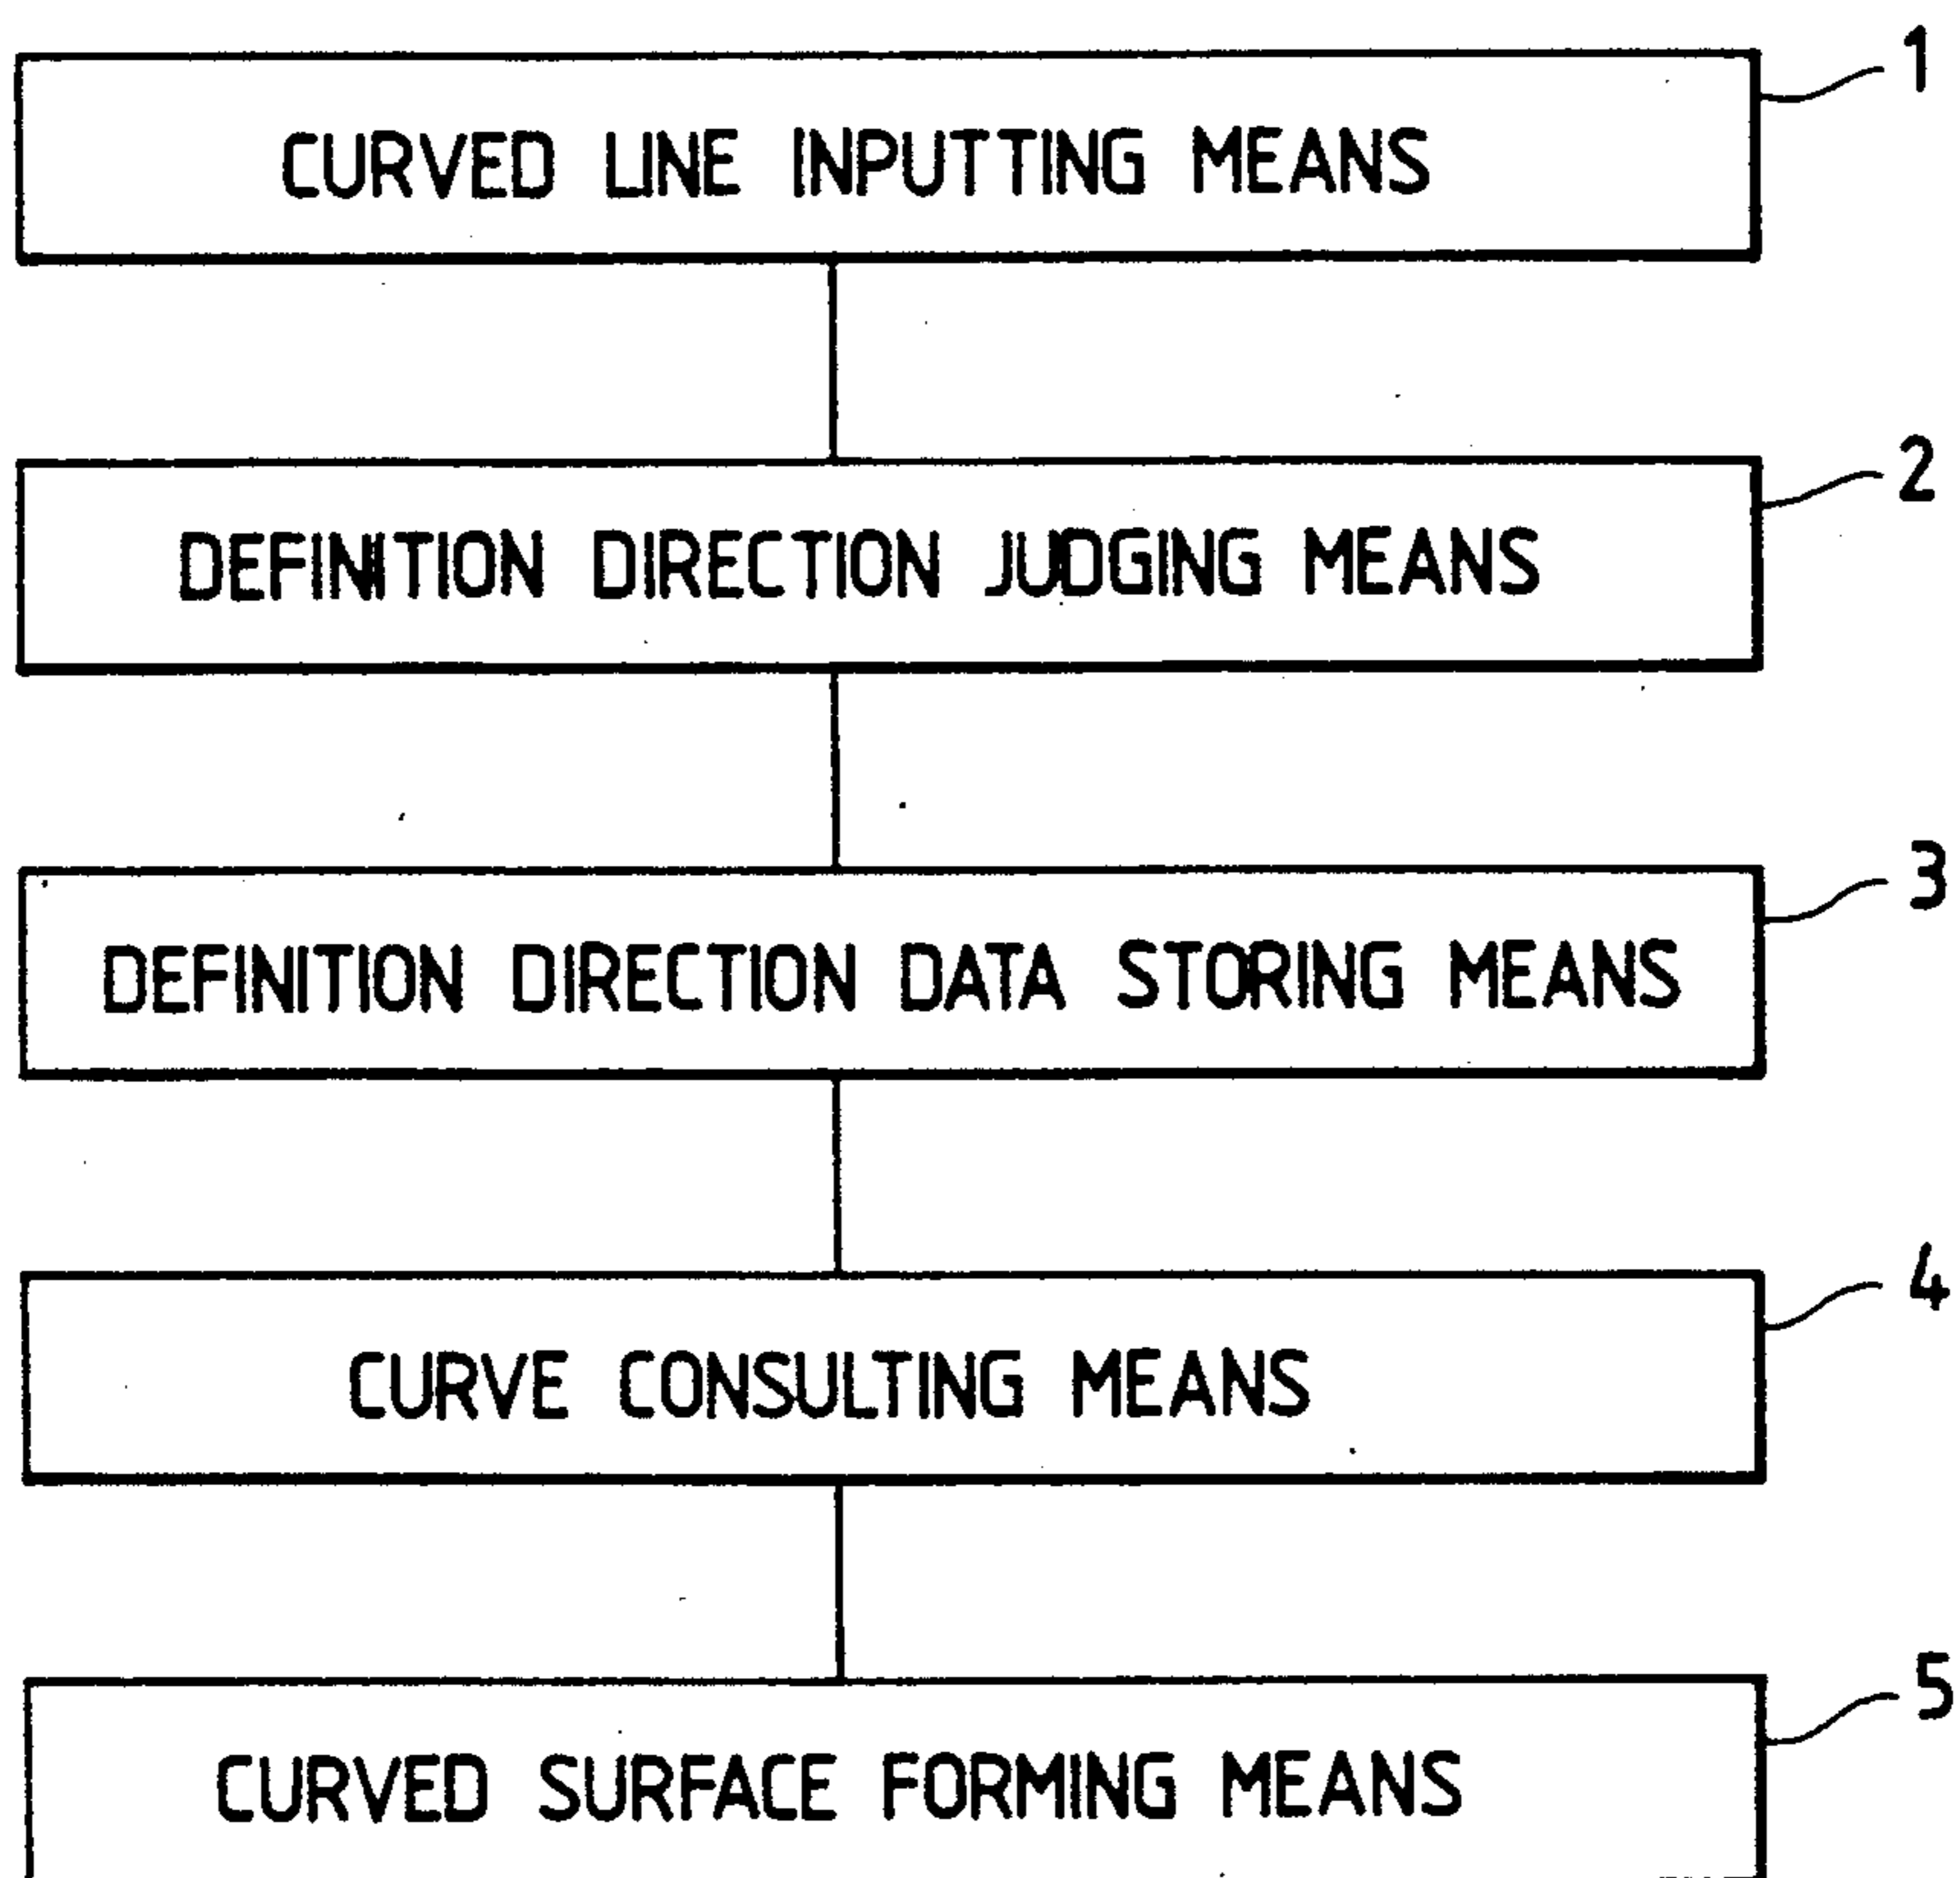 1
CURVED LINE INPUTTING MEANS
2
DEFINITION DIRECTION JUDGING MEANS
3
DEFINITION DIRECTION DATA STORING MEANS
4
CURVE CONSULTING MEANS
5
CURVED SURFACE FORMING MEANS